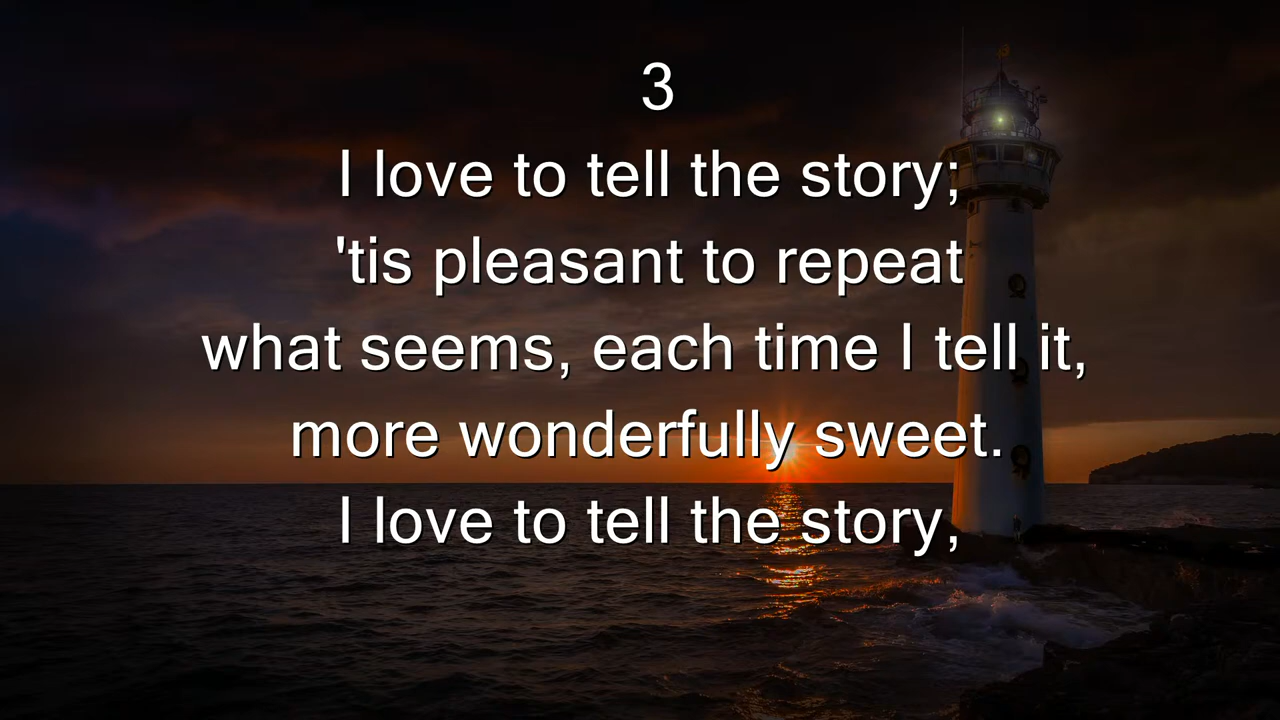 3
I love to tell the story;
'tis pleasant to repeat
what seems, each time I tell it,
more wonderfully sweet.
I love to tell the story,